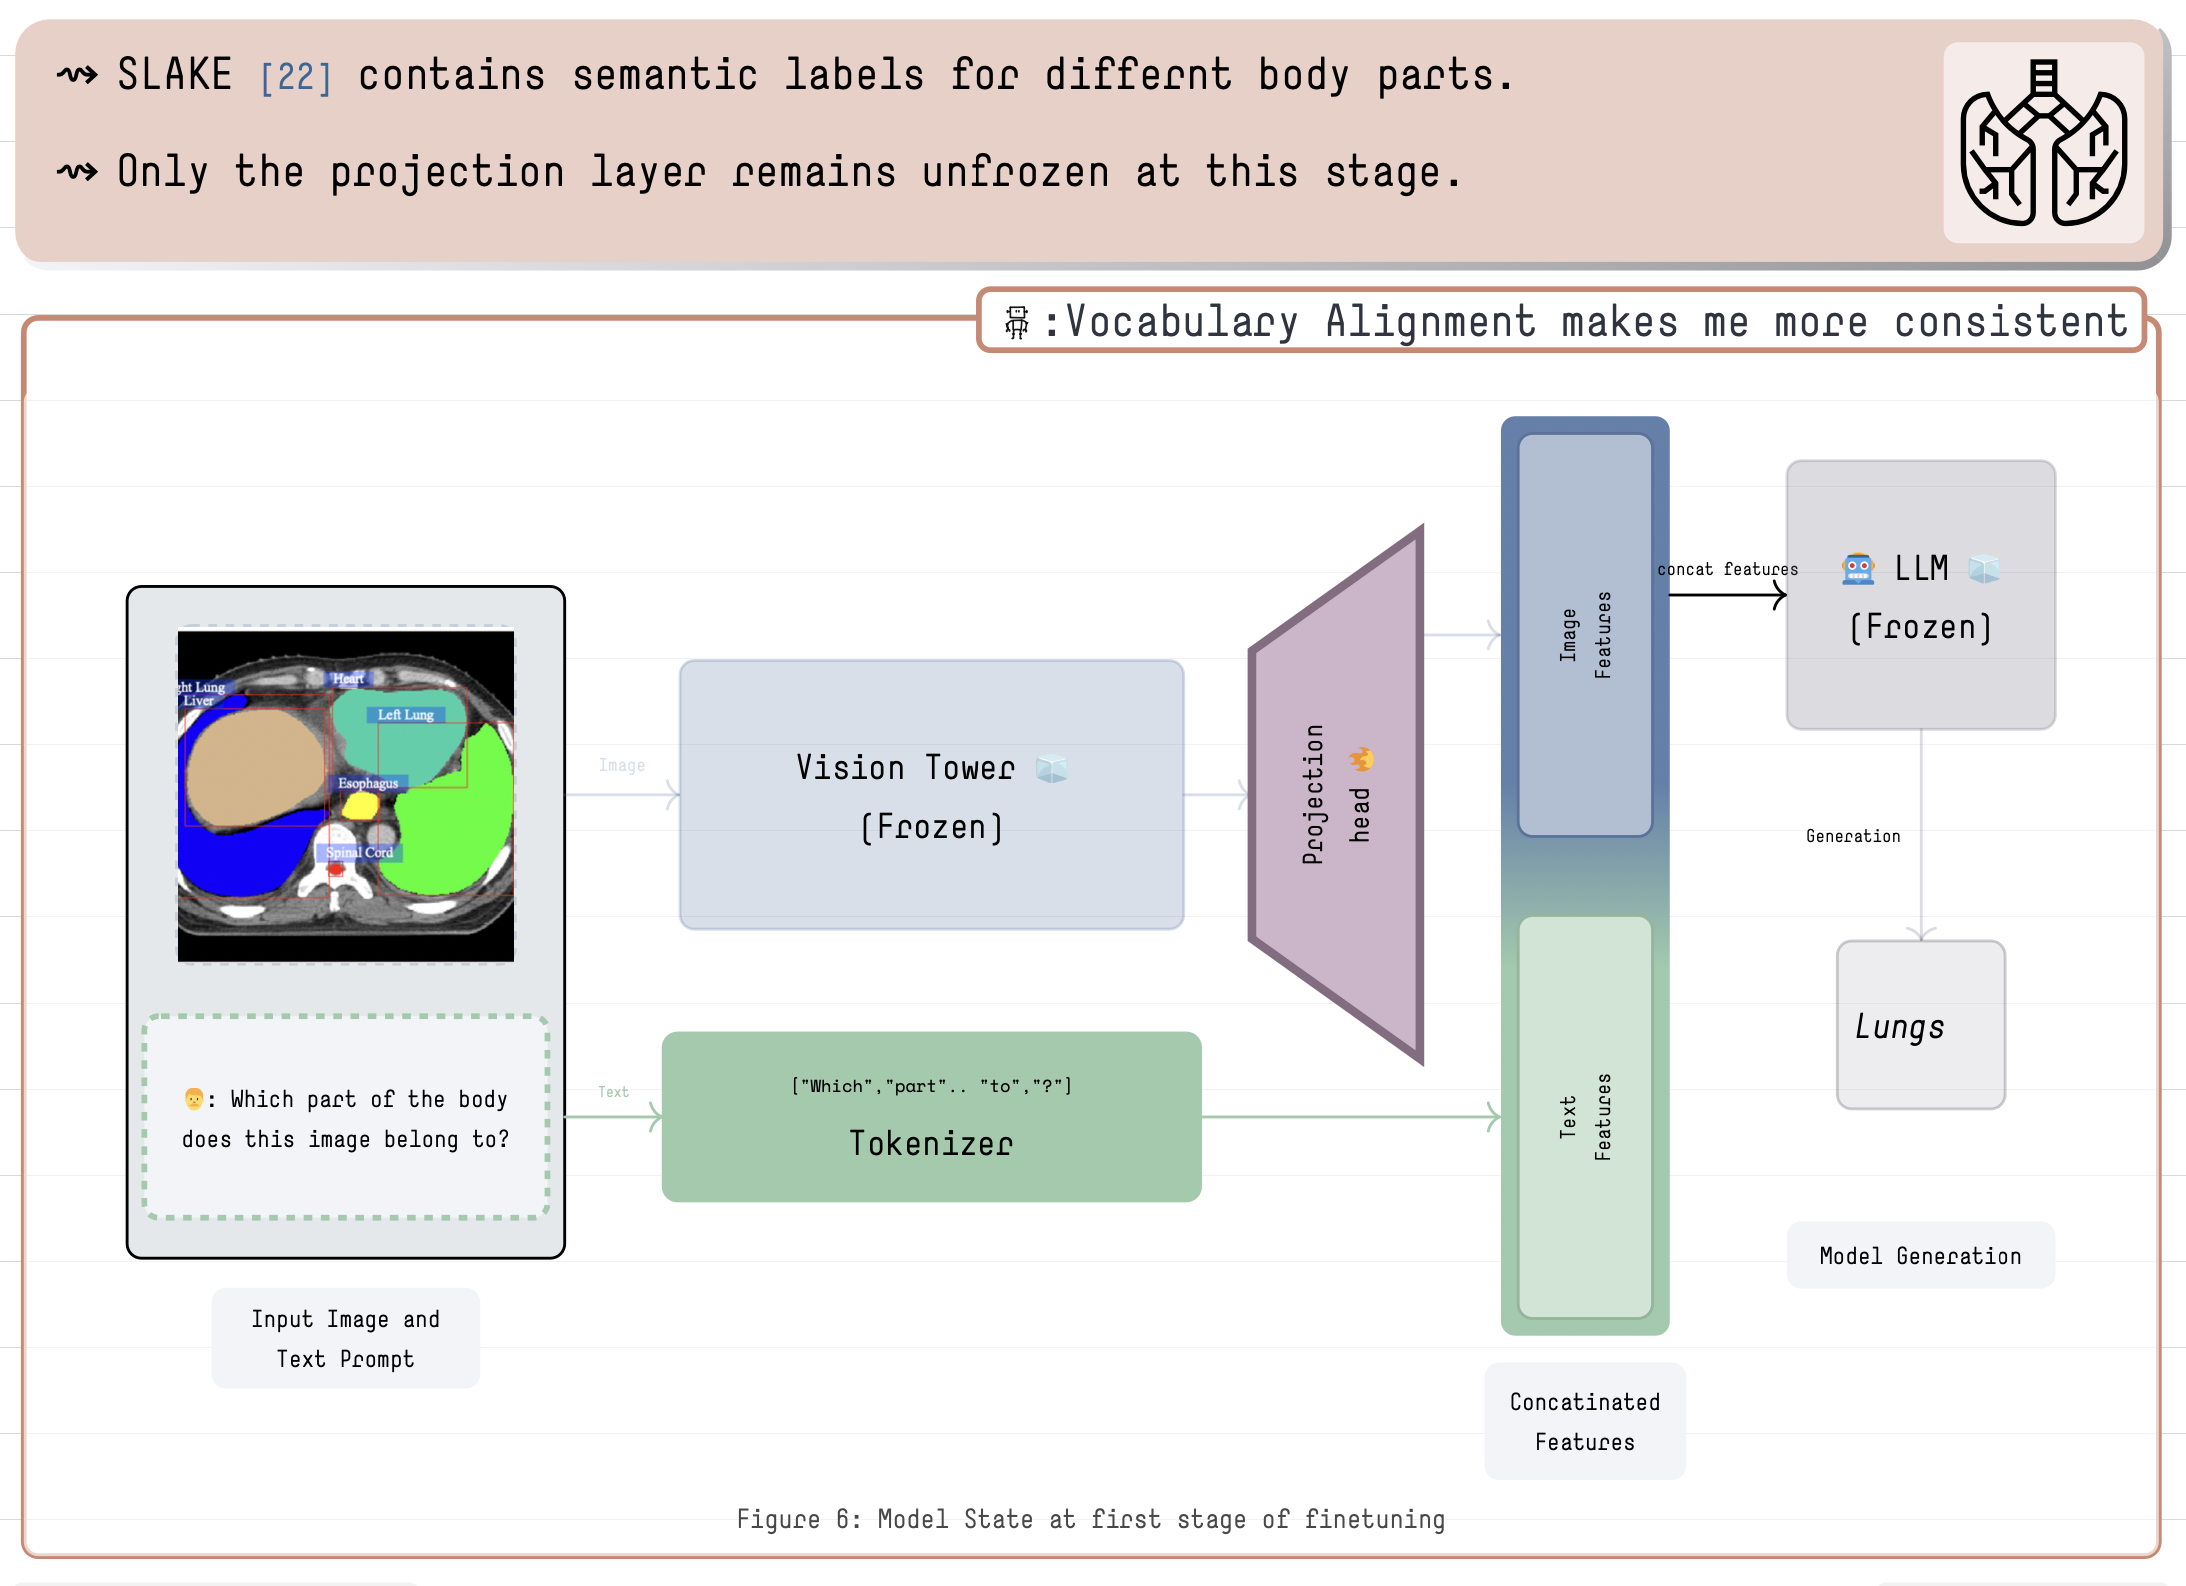 ⇝ SLAKE [22] contains semantic labels for differnt body parts.
⇝ Only the projection layer remains unfrozen at this stage.
:Vocabulary Alignment makes me more consistent
ght Lung
Liver
Heart
Left Lung
Esophagus
Spinal Cord
: Which part of the body
does this image belong to?
Input Image and
Text Prompt
Image
Text
Vision Tower
(Frozen)
["Which","part".. "to","?"]
Tokenizer
Projection
head
Image
Features
Text
Features
Concatinated
Features
concat features
LLM
(Frozen)
Generation
Lungs
Model Generation
Figure 6: Model State at first stage of finetuning